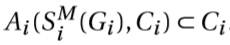 A_i(S_i^M(G_i), C_i) ⊂ C_i